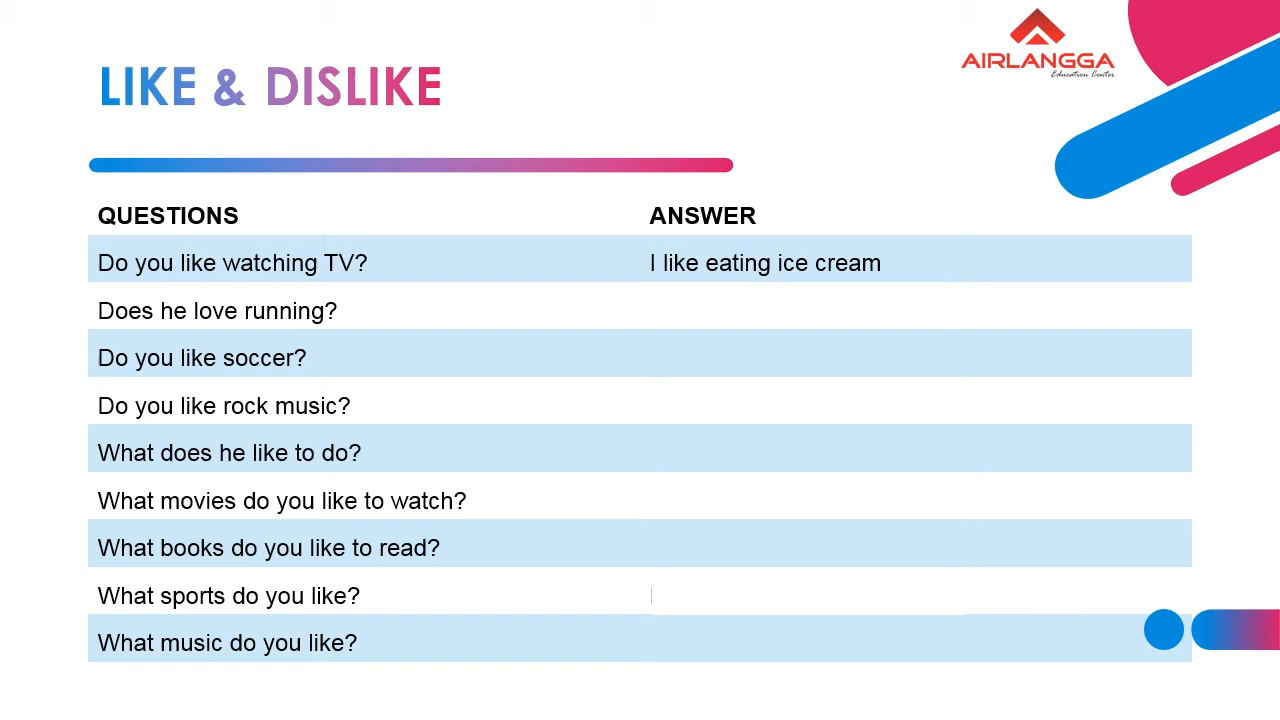 AIRLANGGA
Education Center
LIKE & DISLIKE
QUESTIONS ANSWER
Do you like watching TV? I like eating ice cream
Does he love running?
Do you like soccer?
Do you like rock music?
What does he like to do?
What movies do you like to watch?
What books do you like to read?
What sports do you like?
What music do you like?